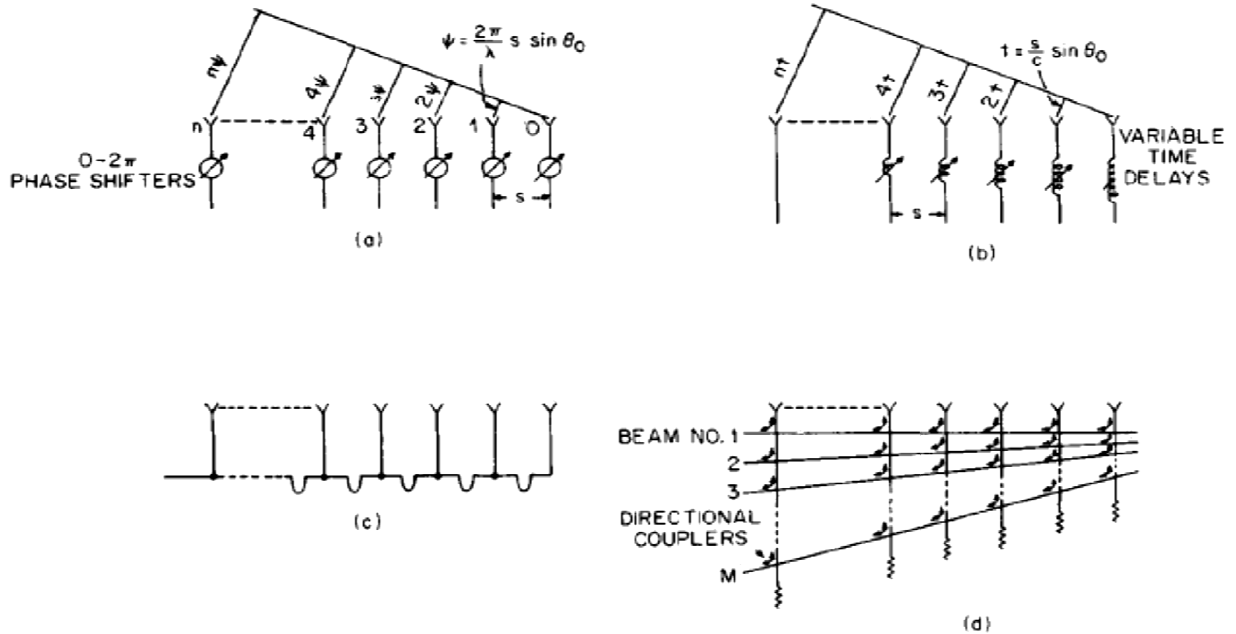 ψ = 2π/λ s sin θ0
nψ
4ψ
3ψ
2ψ
n 4 3 2 1 0
0-2π
PHASE SHIFTERS
s
(a)
t = s/c sin θ0
nt
4t
3t
2t
VARIABLE
TIME
DELAYS
s
(b)
(c)
BEAM NO. 1
2
3
DIRECTIONAL
COUPLERS
M
(d)